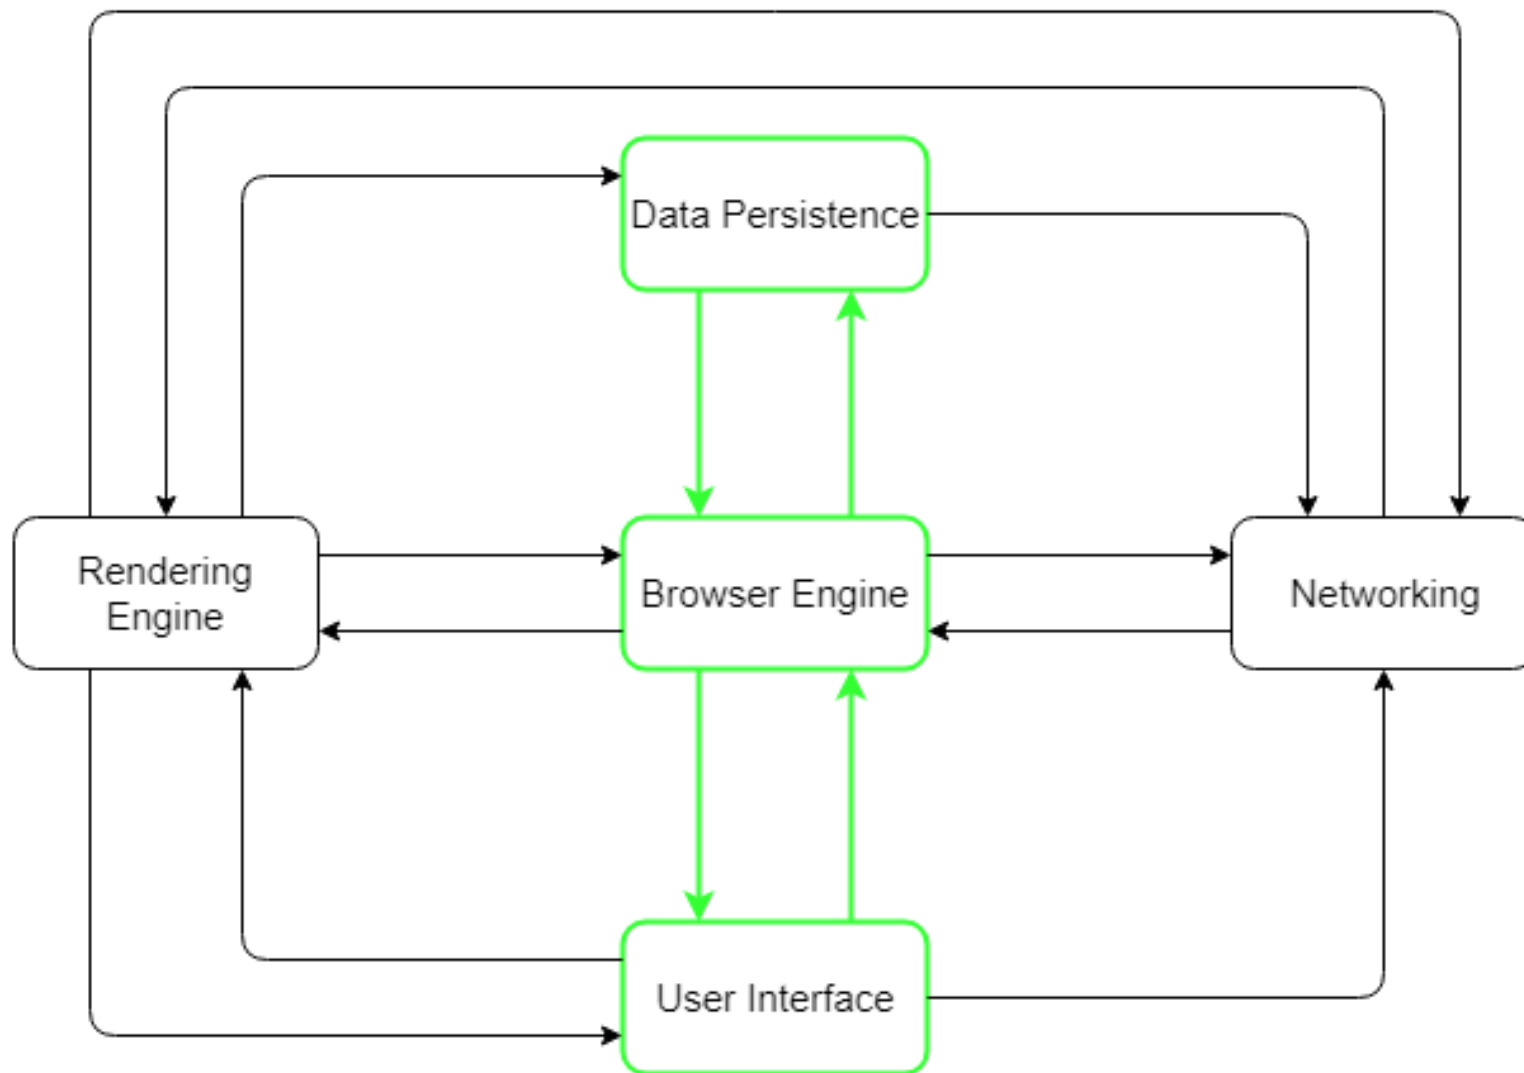 Data Persistence
Rendering
Engine
Browser Engine
Networking
User Interface